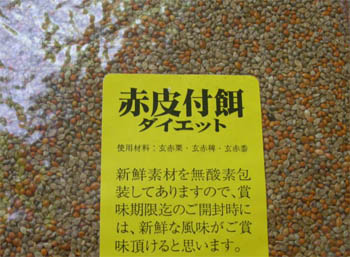 赤皮付餌
ダイエット
使用材料：玄赤粟・玄赤稗・玄赤黍
新鮮素材を無酸素包
装してありますので、賞
味期限迄のご開封時に
は、新鮮な風味がご賞
味頂けると思います。